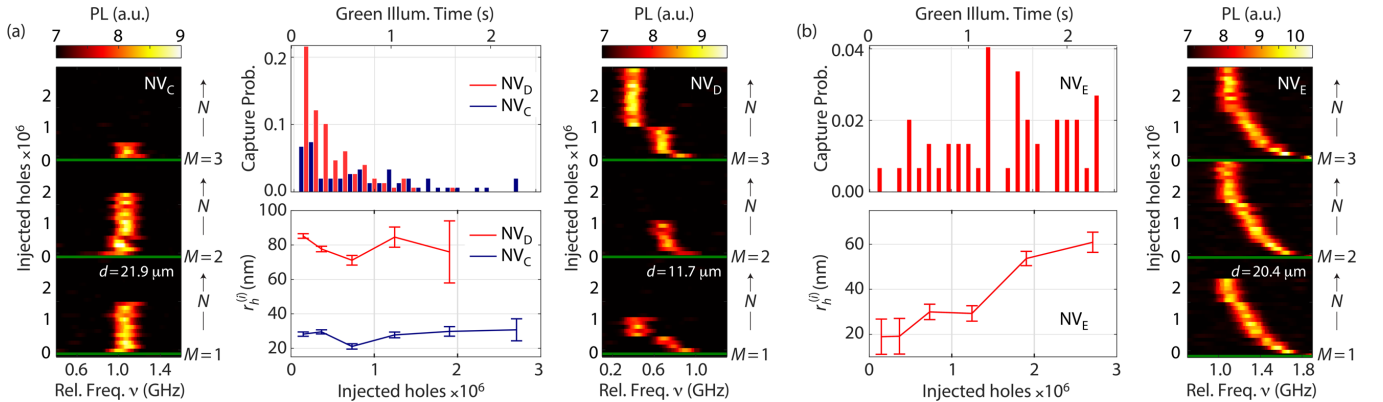 (a)
PL (a.u.)
7 8 9
NV_C
N
M=3
N
M=2
d=21.9 μm
N
M=1
Injected holes ×10^6
2
1
0
2
1
0
2
1
0
0.6 1.0 1.4
Rel. Freq. ν (GHz)
Green Illum. Time (s)
0 1 2
Capture Prob.
0.2
0.1
0.0
NV_D
NV_C
r_h^(i) (nm)
100
80
60
40
20
NV_D
NV_C
0 1 2 3
Injected holes ×10^6
PL (a.u.)
7 8 9
NV_D
N
M=3
N
M=2
d=11.7 μm
N
M=1
Injected holes ×10^6
2
1
0
2
1
0
2
1
0
0.2 0.6 1.0
Rel. Freq. ν (GHz)
(b)
Green Illum. Time (s)
0 1 2
Capture Prob.
0.04
0.02
0.00
NV_E
r_h^(i) (nm)
60
40
20
NV_E
0 1 2 3
Injected holes ×10^6
PL (a.u.)
7 8 9 10
NV_E
N
M=3
N
M=2
d=20.4 μm
N
M=1
Injected holes ×10^6
2
1
0
2
1
0
2
1
0
1.0 1.4 1.8
Rel. Freq. ν (GHz)